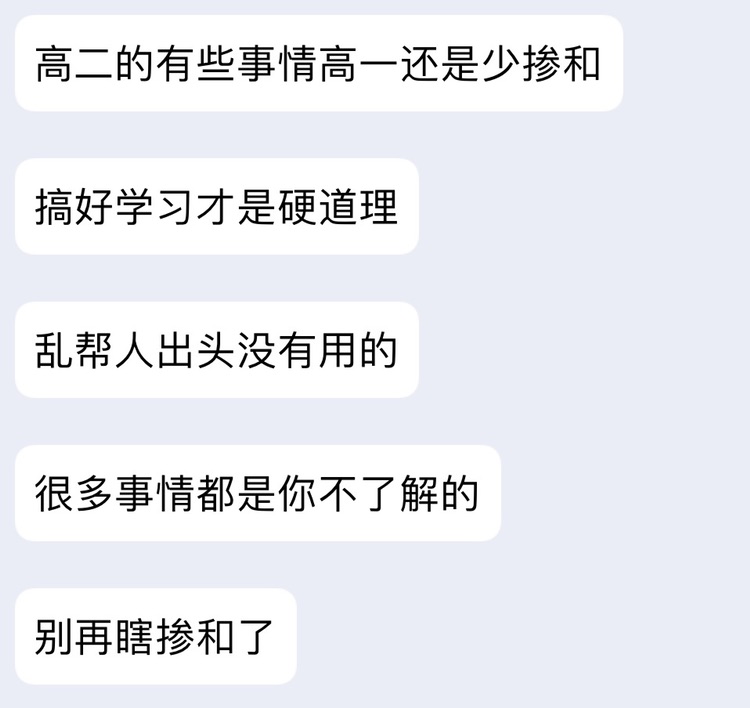 高二的有些事情高一还是少掺和
搞好学习才是硬道理
乱帮人出头没有用的
很多事情都是你不了解的
别再瞎掺和了